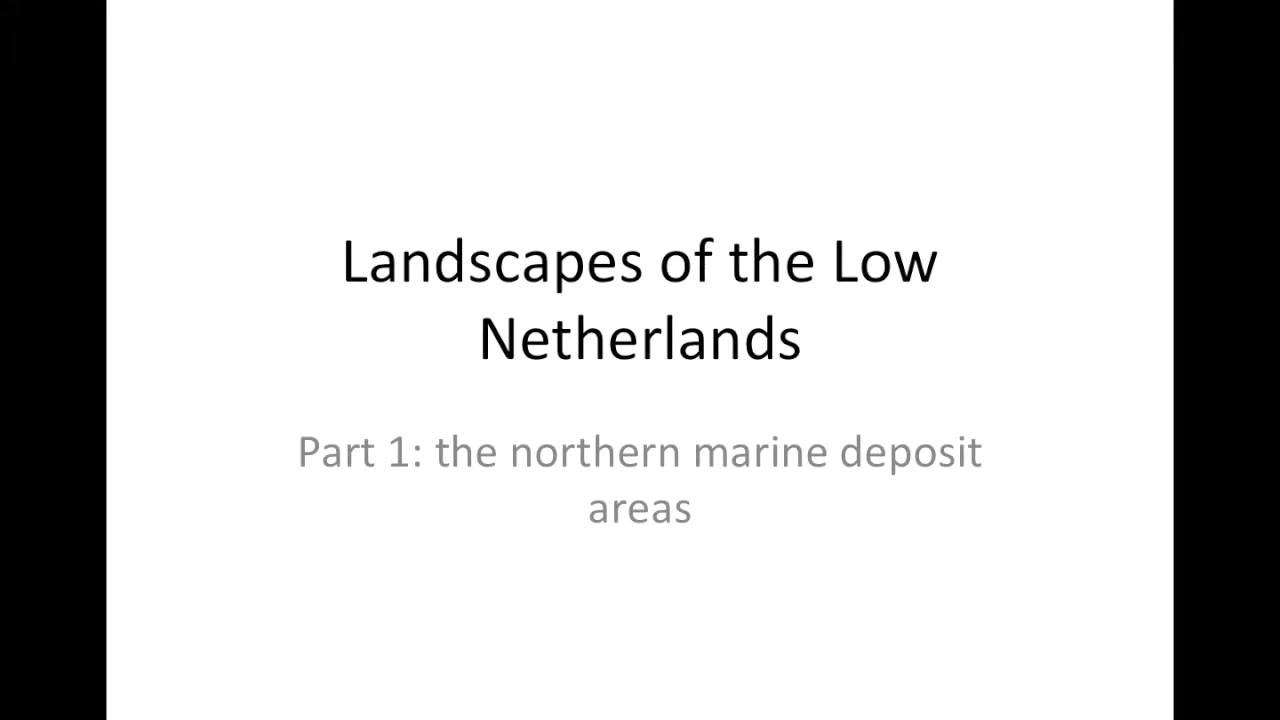 Landscapes of the Low
Netherlands
Part 1: the northern marine deposit
areas